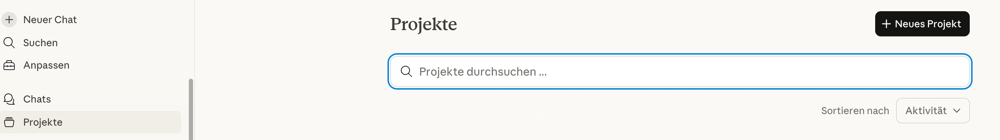 Neuer Chat
Suchen
Anpassen
Chats
Projekte
Projekte
Neues Projekt
Projekte durchsuchen ...
Sortieren nach
Aktivität